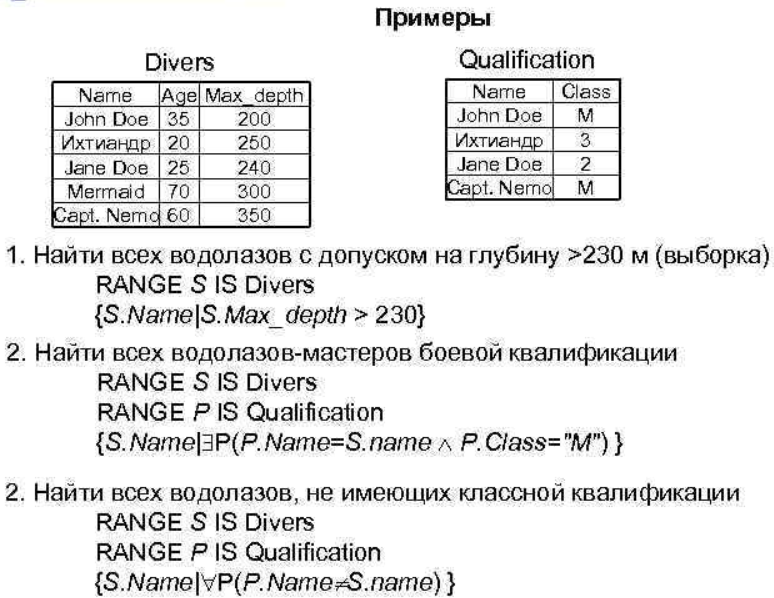 Примеры
Divers
Name Age Max_depth
John Doe 35 200
Ихтиандр 20 250
Jane Doe 25 240
Mermaid 70 300
Capt. Nemo 60 350
Qualification
Name Class
John Doe M
Ихтиандр 3
Jane Doe 2
Capt. Nemo M
1. Найти всех водолазов с допуском на глубину >230 м (выборка)
RANGE S IS Divers
{S.Name|S.Max_depth > 230}
2. Найти всех водолазов-мастеров боевой квалификации
RANGE S IS Divers
RANGE P IS Qualification
{S.Name|∃P(P.Name=S.name ∧ P.Class="M") }
2. Найти всех водолазов, не имеющих классной квалификации
RANGE S IS Divers
RANGE P IS Qualification
{S.Name|∀P(P.Name≠S.name) }